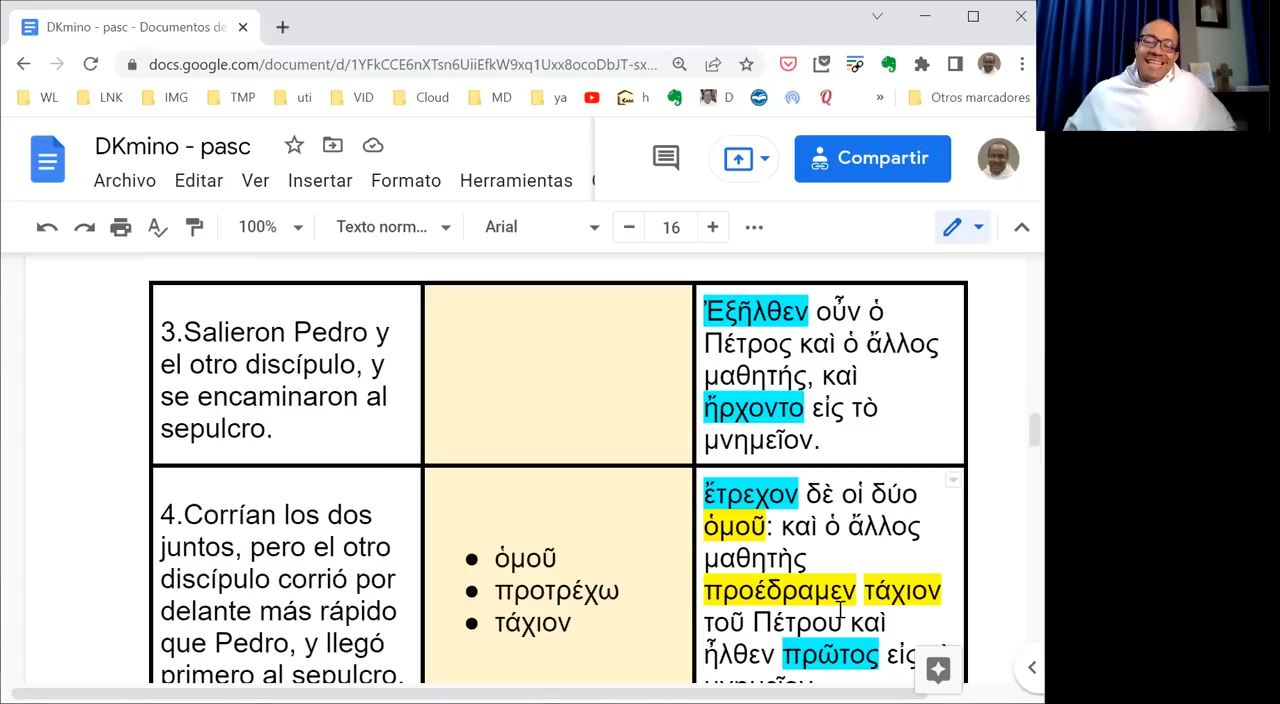 DKmino - pasc - Documentos de
docs.google.com/document/d/1YFkCCE6nXTsn6UiiEfkW9xq1Uxx8ocoDbJT-sx...
WL LNK IMG TMP uti VID Cloud MD ya h D » Otros marcadores
DKmino - pasc
Archivo Editar Ver Insertar Formato Herramientas
Compartir
100% Texto norm... Arial 16
3.Salieron Pedro y
el otro discípulo, y
se encaminaron al
sepulcro.
Ἐξῆλθεν οὖν ὁ
Πέτρος καὶ ὁ ἄλλος
μαθητής, καὶ
ἤρχοντο εἰς τὸ
μνημεῖον.
4.Corrían los dos
juntos, pero el otro
discípulo corrió por
delante más rápido
que Pedro, y llegó
primero al sepulcro.
● ὁμοῦ
● προτρέχω
● τάχιον
ἔτρεχον δὲ οἱ δύο
ὁμοῦ: καὶ ὁ ἄλλος
μαθητὴς
προέδραμεν τάχιον
τοῦ Πέτρου καὶ
ἦλθεν πρῶτος εἰς